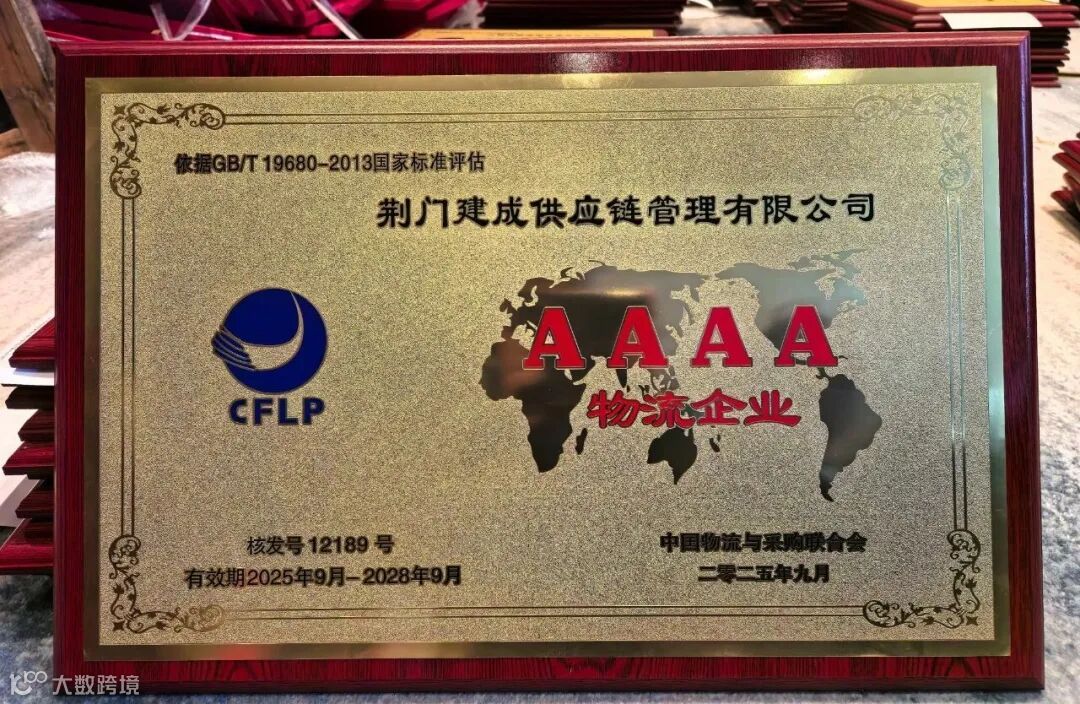 依据GB/T 19680-2013国家标准评估
荆门建成供应链管理有限公司
AAAA
物流企业
CFLP
核发号 12189 号
有效期2025年9月-2028年9月
中国物流与采购联合会
二零二五年九月
大数跨境